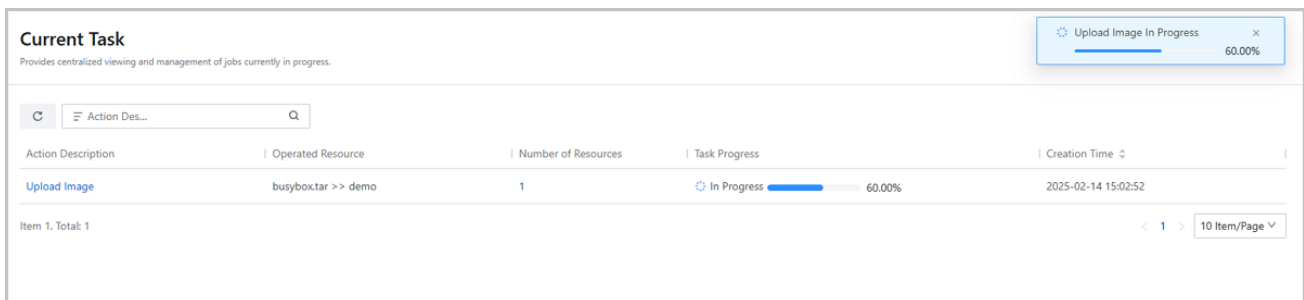 Current Task
Provides centralized viewing and management of jobs currently in progress.
Upload Image In Progress
60.00%
Action Des...
Action Description Operated Resource Number of Resources Task Progress Creation Time
Upload Image busybox.tar >> demo 1 In Progress 60.00% 2025-02-14 15:02:52
Item 1. Total: 1 1 10 Item/Page